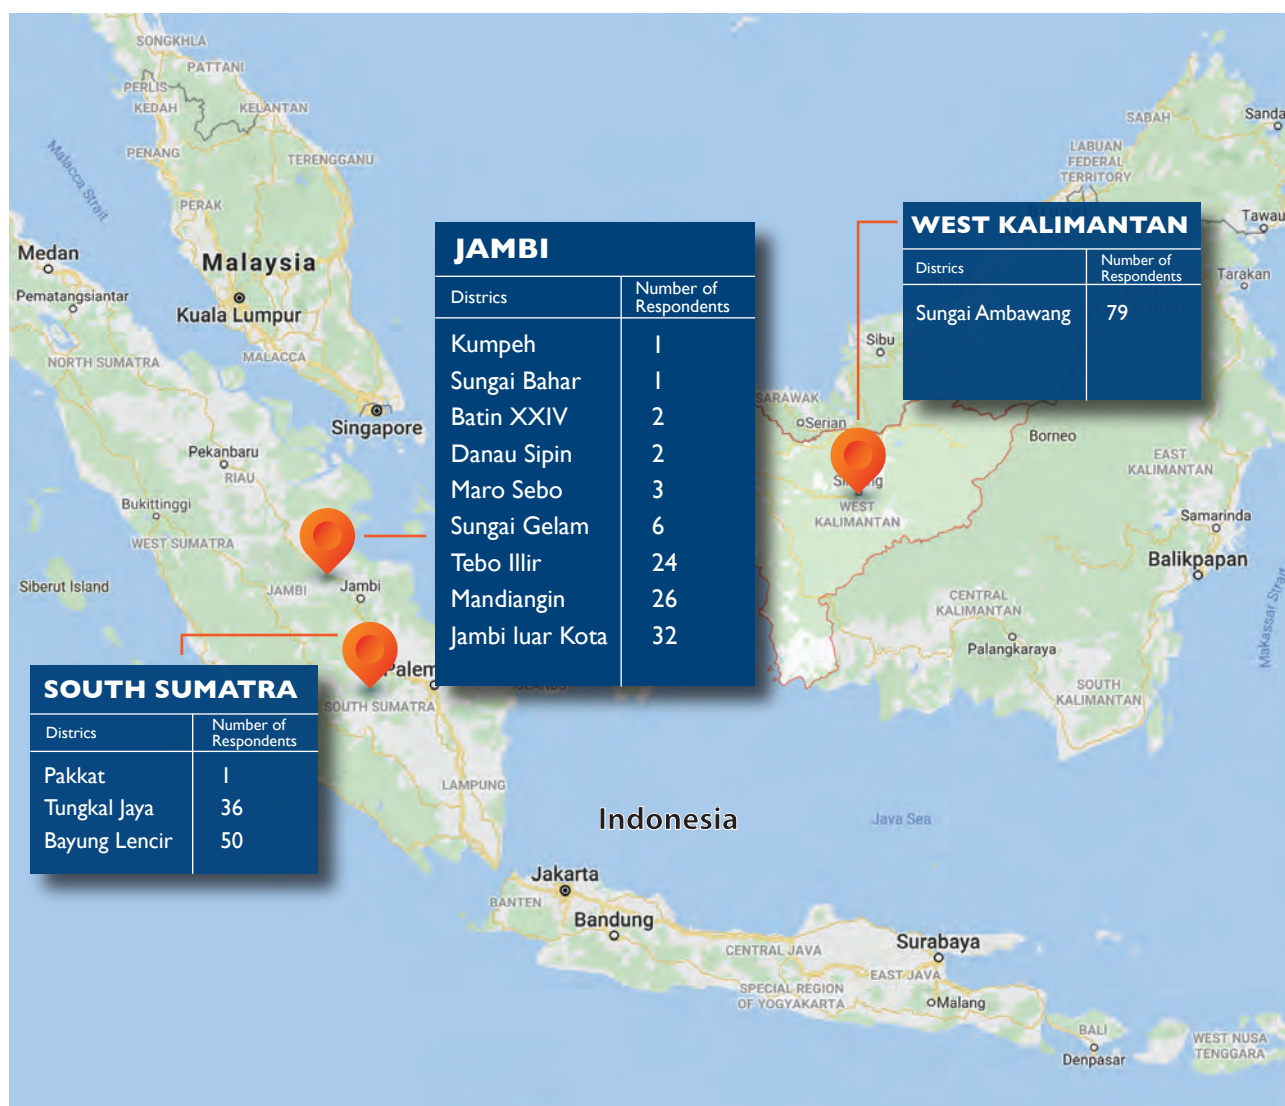 SONGKHLA
PATTANI
PERLIS
KEDAH
KELANTAN
PENANG
TERENGGANU
Malacca Strait
PERAK
Medan
Malaysia
Pematangsiantar
Kuala Lumpur
NORTH SUMATRA
MALACCA
Singapore
Pekanbaru
RIAU
Bukittinggi
WEST SUMATRA
Siberut Island
JAMBI
Jambi
SABAH
Sanda
LABUAN
FEDERAL
TERRITORY
Tawau
Tarakan
Sibu
SARAWAK
Serian
Borneo
EAST
KALIMANTAN
WEST
KALIMANTAN
Samarinda
Balikpapan
CENTRAL
KALIMANTAN
Palangkaraya
Makassar Strait
SOUTH
KALIMANTAN
JAMBI
Districs
Number of
Respondents
Kumpeh 1
Sungai Bahar 1
Batin XXIV 2
Danau Sipin 2
Maro Sebo 3
Sungai Gelam 6
Tebo Illir 24
Mandiangin 26
Jambi luar Kota 32
WEST KALIMANTAN
Districs
Number of
Respondents
Sungai Ambawang 79
Palem
SOUTH SUMATRA
SOUTH SUMATRA
Districs
Number of
Respondents
Pakkat 1
Tungkal Jaya 36
Bayung Lencir 50
LAMPUNG
Indonesia
Java Sea
Jakarta
BANTEN
Bandung
CENTRAL JAVA
Surabaya
EAST JAVA
SPECIAL REGION
OF YOGYAKARTA
Malang
BALI
Denpasar
WEST NUSA
TENGGARA